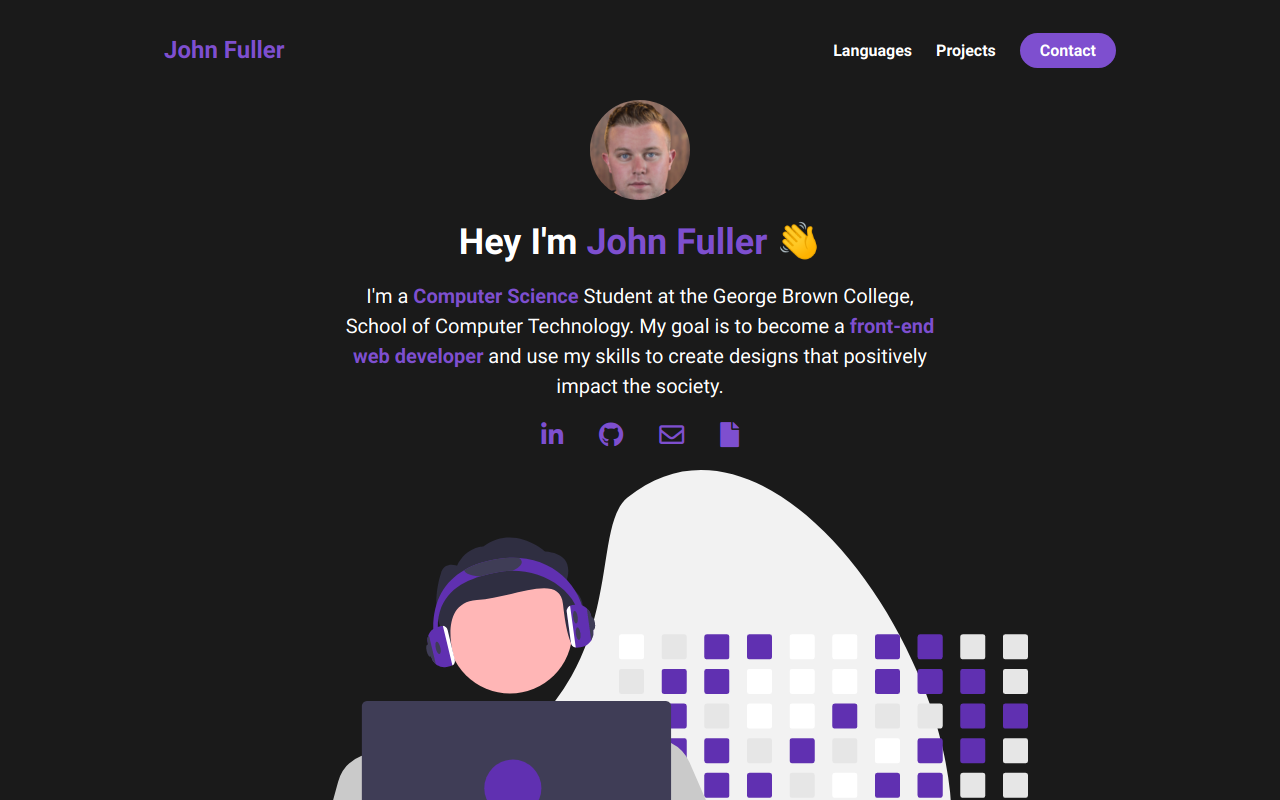 John Fuller
Languages Projects Contact
Hey I'm John Fuller 👋
I'm a Computer Science Student at the George Brown College,
School of Computer Technology. My goal is to become a front-end
web developer and use my skills to create designs that positively
impact the society.
in